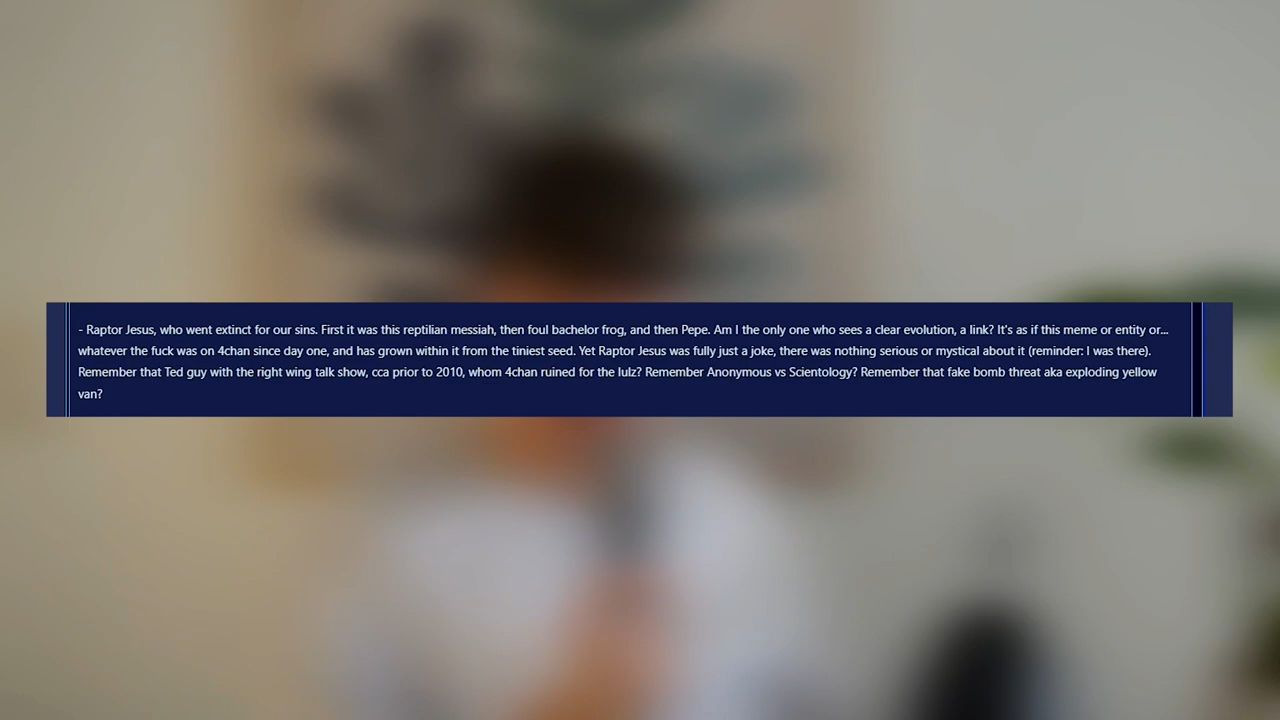 - Raptor Jesus, who went extinct for our sins. First it was this reptilian messiah, then foul bachelor frog, and then Pepe. Am I the only one who sees a clear evolution, a link? It's as if this meme or entity or...
whatever the fuck was on 4chan since day one, and has grown within it from the tiniest seed. Yet Raptor Jesus was fully just a joke, there was nothing serious or mystical about it (reminder: I was there).
Remember that Ted guy with the right wing talk show, cca prior to 2010, whom 4chan ruined for the lulz? Remember Anonymous vs Scientology? Remember that fake bomb threat aka exploding yellow
van?